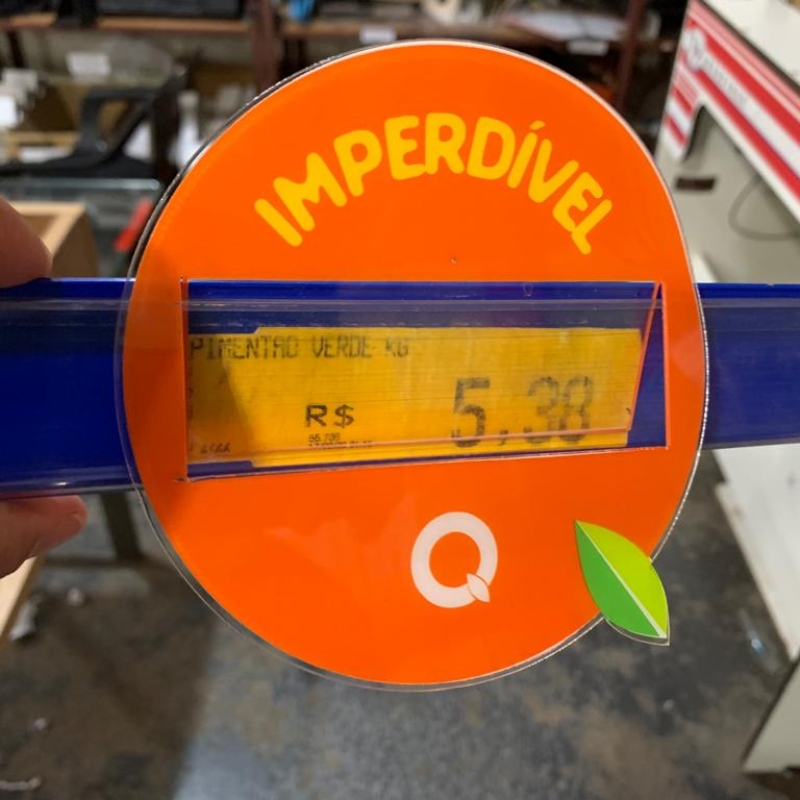 IMPERDÍVEL
PIMENTAO VERDE KG
R$ 5,38
Q